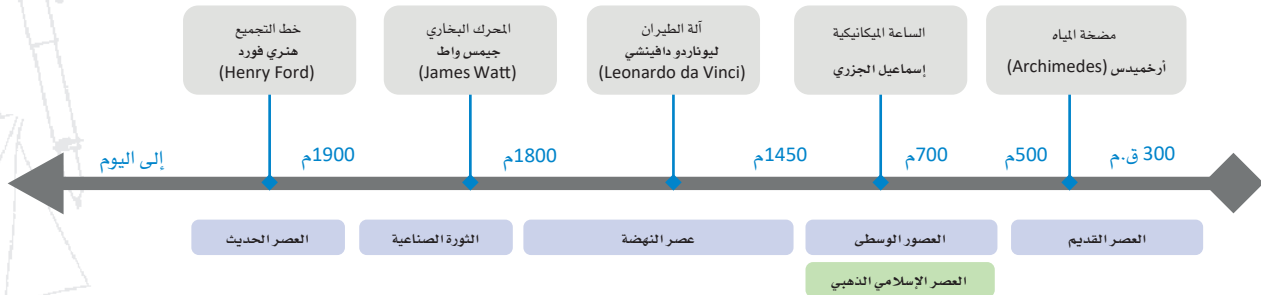 مضخة المياه
أرخميدس (Archimedes)
الساعة الميكانيكية
إسماعيل الجزري
آلة الطيران
ليوناردو دافينشي
(Leonardo da Vinci)
المحرك البخاري
جيمس واط
(James Watt)
خط التجميع
هنري فورد
(Henry Ford)
300 ق.م
500م
700م
1450
1800م
1900م
إلى اليوم
العصر القديم
العصور الوسطى
عصر النهضة
الثورة الصناعية
العصر الحديث
العصر الإسلامي الذهبي